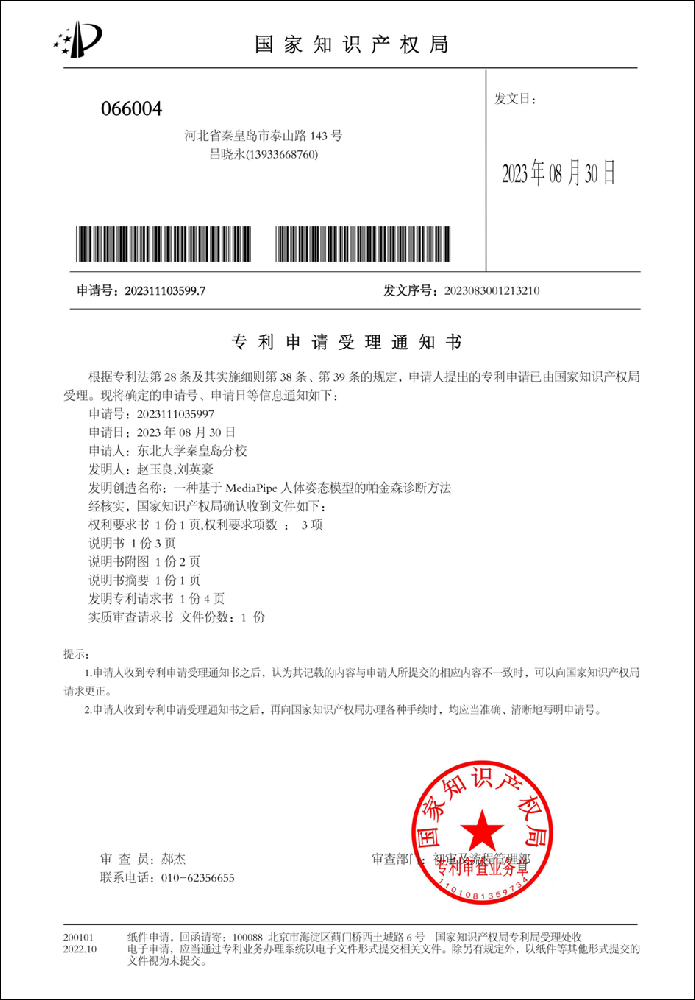 国家知识产权局
066004
发文日：
河北省秦皇岛市泰山路 143 号
吕晓永(13933668760)
2023 年 08 月 30 日
申请号：202311103599.7
发文序号：2023083001213210
专利申请受理通知书
根据专利法第 28 条及其实施细则第 38 条、第 39 条的规定，申请人提出的专利申请已由国家知识产权局
受理。现将确定的申请号、申请日等信息通知如下：
申请号：2023111035997
申请日：2023 年 08 月 30 日
申请人：东北大学秦皇岛分校
发明人：赵玉良,刘英豪
发明创造名称：一种基于 MediaPipe 人体姿态模型的帕金森诊断方法
经核实，国家知识产权局确认收到文件如下：
权利要求书 1 份 1 页,权利要求项数 ： 3 项
说明书 1 份 3 页
说明书附图 1 份 2 页
说明书摘要 1 份 1 页
发明专利请求书 1 份 4 页
实质审查请求书 文件份数：1 份
提示：
1.申请人收到专利申请受理通知书之后，认为其记载的内容与申请人所提交的相应内容不一致时，可以向国家知识产权局
请求更正。
2.申请人收到专利申请受理通知书之后，再向国家知识产权局办理各种手续时，均应当准确、清晰地写明申请号。
国家知识产权局
专利审查业务章
1101081359734
审 查 员：郝杰
审查部门：初审及流程管理部
联系电话：010-62356655
200101
2022.10
纸件申请，回函请寄：100088 北京市海淀区蓟门桥西土城路 6 号 国家知识产权局专利局受理处收
电子申请，应当通过专利业务办理系统以电子文件形式提交相关文件。除另有规定外，以纸件等其他形式提交的
文件视为未提交。